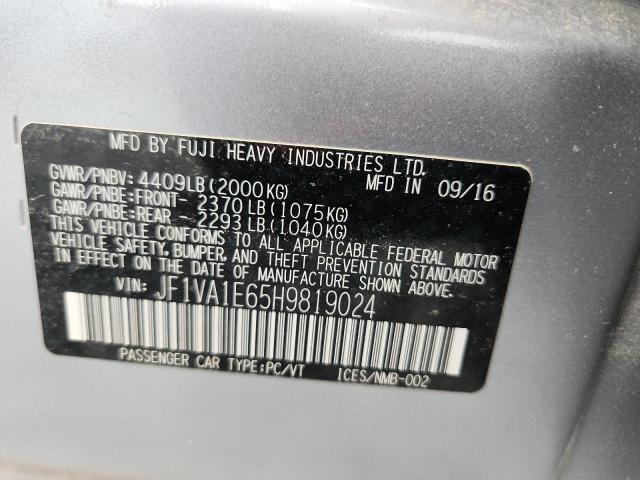 MFD BY FUJI HEAVY INDUSTRIES LTD.
GVWR/PNBV: 4409LB(2000KG) MFD IN 09/16
GAWR/PNBE:FRONT- 2370LB(1075KG)
GAWR/PNBE:REAR - 2293LB(1040KG)
THIS VEHICLE CONFORMS TO ALL APPLICABLE FEDERAL MOTOR
VEHICLE SAFETY, BUMPER, AND THEFT PREVENTION STANDARDS
IN EFFECT ON THE DATE OF MANUFACTURE SHOWN ABOVE.
VIN: JF1VA1E65H9819024
PASSENGER CAR TYPE:PC/VT ICES/NMB-002